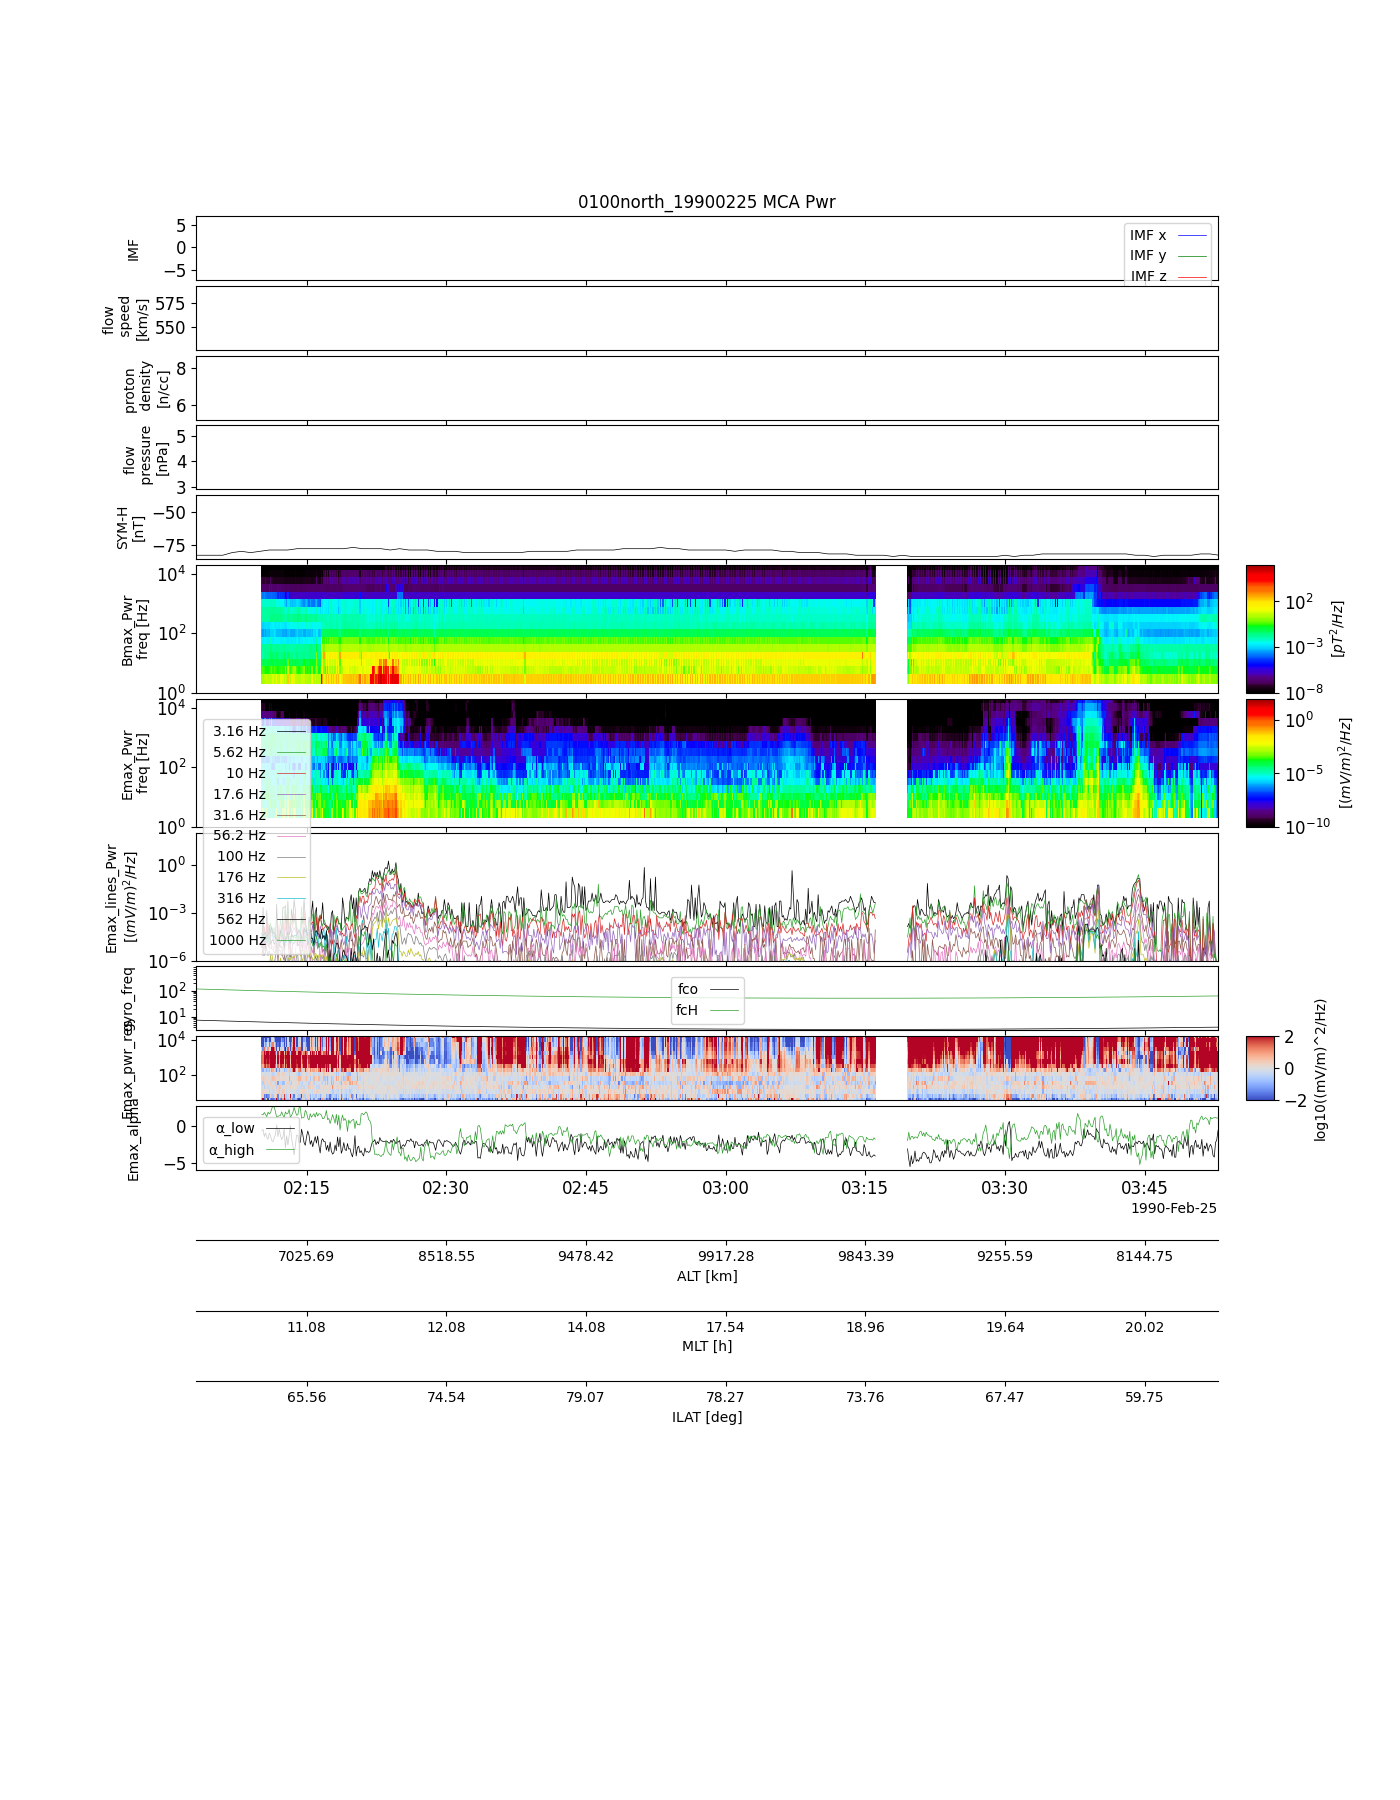 0100north_19900225 MCA Pwr
IMF
5
0
−5
IMF x
IMF y
IMF z
flow
speed
[km/s]
575
550
proton
density
[n/cc]
8
6
flow
pressure
[nPa]
5
4
3
SYM-H
[nT]
−50
−75
Bmax_Pwr
freq [Hz]
10^4
10^2
10^0
10^2
10^−3
10^−8
[pT^2/Hz]
Emax_Pwr
freq [Hz]
10^4
10^2
10^0
10^0
10^−5
10^−10
[(mV/m)^2/Hz]
3.16 Hz
5.62 Hz
10 Hz
17.6 Hz
31.6 Hz
56.2 Hz
100 Hz
176 Hz
316 Hz
562 Hz
1000 Hz
Emax_lines_Pwr
[(mV/m)^2/Hz]
10^0
10^−3
10^−6
gyro_freq
10^2
10^1
fco
fcH
Emax_pwr_reg
10^4
10^2
2
0
−2
log10((mV/m)^2/Hz)
Emax_alpha
0
−5
α_low
α_high
02:15 02:30 02:45 03:00 03:15 03:30 03:45
1990-Feb-25
7025.69 8518.55 9478.42 9917.28 9843.39 9255.59 8144.75
ALT [km]
11.08 12.08 14.08 17.54 18.96 19.64 20.02
MLT [h]
65.56 74.54 79.07 78.27 73.76 67.47 59.75
ILAT [deg]